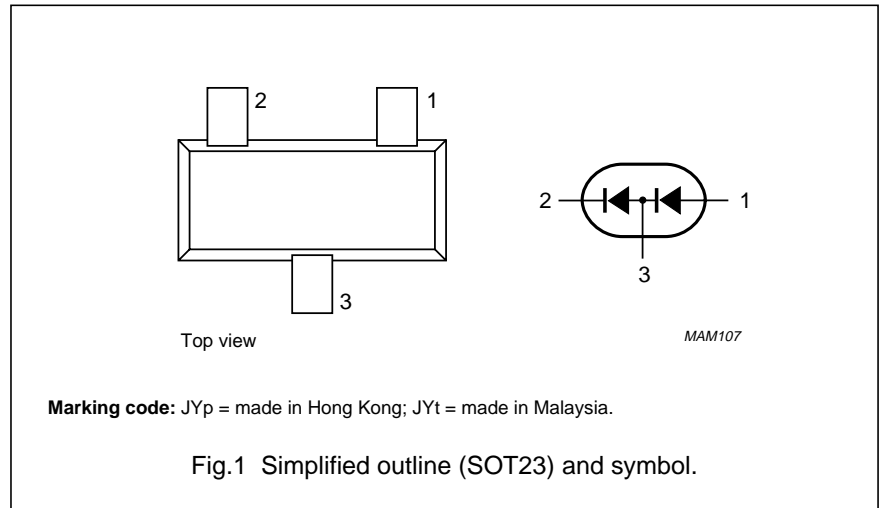 2
1
2
1
3
3
Top view
MAM107
Marking code: JYp = made in Hong Kong; JYt = made in Malaysia.
Fig.1 Simplified outline (SOT23) and symbol.